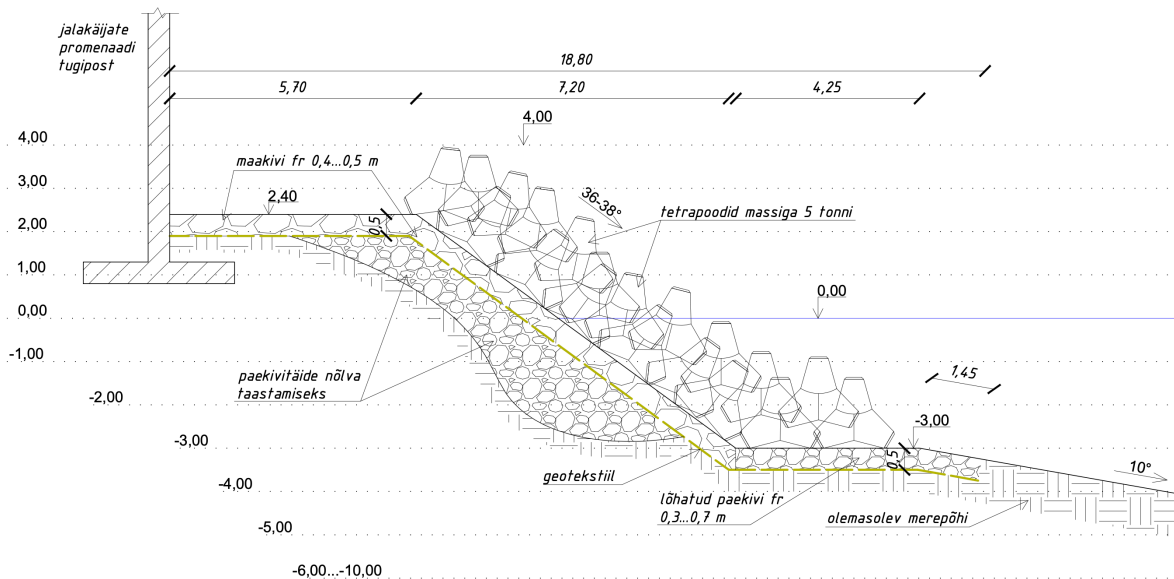 jalakäijate
promenaadi
tugipost
18,80
5,70
7,20
4,25
4,00
4,00
maakivi fr 0,4...0,5 m
3,00
2,40
0,5
36-38°
tetrapoodid massiga 5 tonni
2,00
1,00
0,00
0,00
-1,00
paekivitäide nõlva
taastamiseks
1,45
-2,00
-3,00
-3,00
0,5
geotekstiil
10°
-4,00
lõhatud paekivi fr
0,3...0,7 m
olemasolev merepõhi
-5,00
-6,00...-10,00